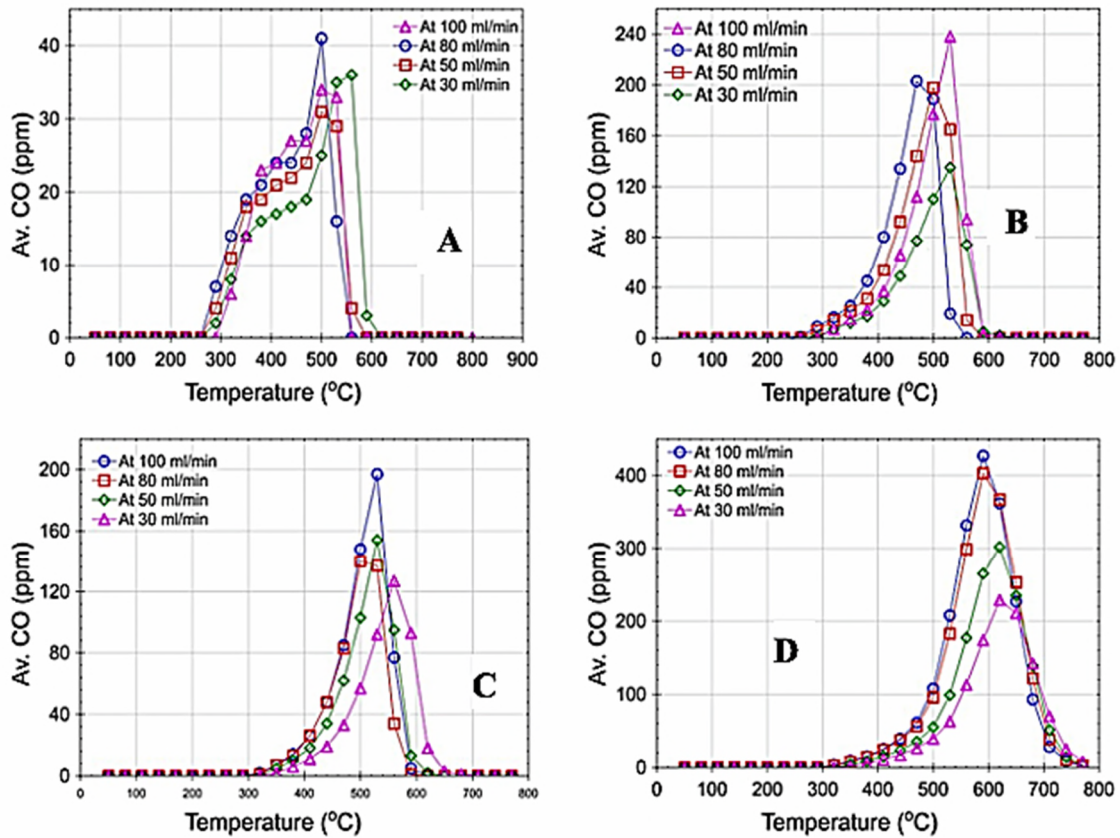 Av. CO (ppm)
40
30
20
10
0
At 100 ml/min
At 80 ml/min
At 50 ml/min
At 30 ml/min
A
0 100 200 300 400 500 600 700 800 900
Temperature (°C)
Av. CO (ppm)
240
200
160
120
80
40
0
At 100 ml/min
At 80 ml/min
At 50 ml/min
At 30 ml/min
B
0 100 200 300 400 500 600 700 800
Temperature (°C)
Av. CO (ppm)
200
160
120
80
40
0
At 100 ml/min
At 80 ml/min
At 50 ml/min
At 30 ml/min
C
0 100 200 300 400 500 600 700 800
Temperature (°C)
Av. CO (ppm)
400
300
200
100
0
At 100 ml/min
At 80 ml/min
At 50 ml/min
At 30 ml/min
D
0 100 200 300 400 500 600 700 800
Temperature (°C)